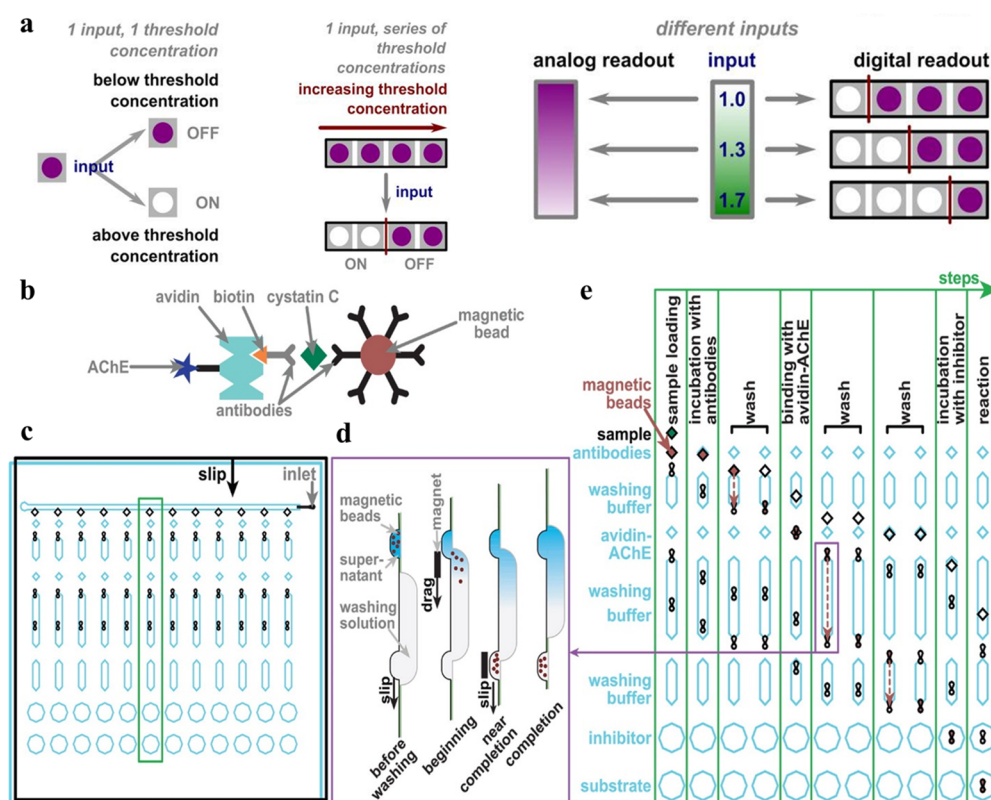 a
1 input, 1 threshold
concentration
below threshold
concentration
OFF
input
ON
above threshold
concentration
1 input, series of
threshold
concentrations
increasing threshold
concentration
input
ON
OFF
different inputs
analog readout
input
digital readout
1.0
1.3
1.7
b
avidin
biotin
cystatin C
magnetic
bead
AChE
antibodies
c
slip
inlet
d
magnetic
beads
super-
natant
washing
solution
magnet
drag
slip
slip
before
washing
beginning
near
completion
completion
e
steps
sample loading
incubation with
antibodies
wash
binding with
avidin-AChE
wash
wash
incubation
with inhibitor
reaction
magnetic
beads
sample
antibodies
washing
buffer
avidin-
AChE
washing
buffer
washing
buffer
inhibitor
substrate